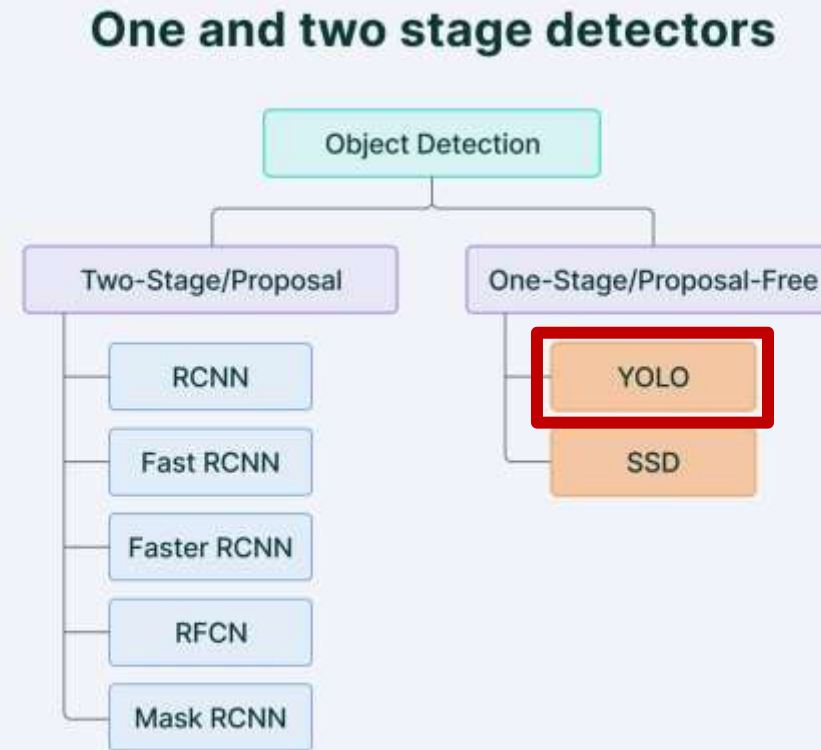 One and two stage detectors
Object Detection
Two-Stage/Proposal
RCNN
Fast RCNN
Faster RCNN
RFCN
Mask RCNN
One-Stage/Proposal-Free
YOLO
SSD